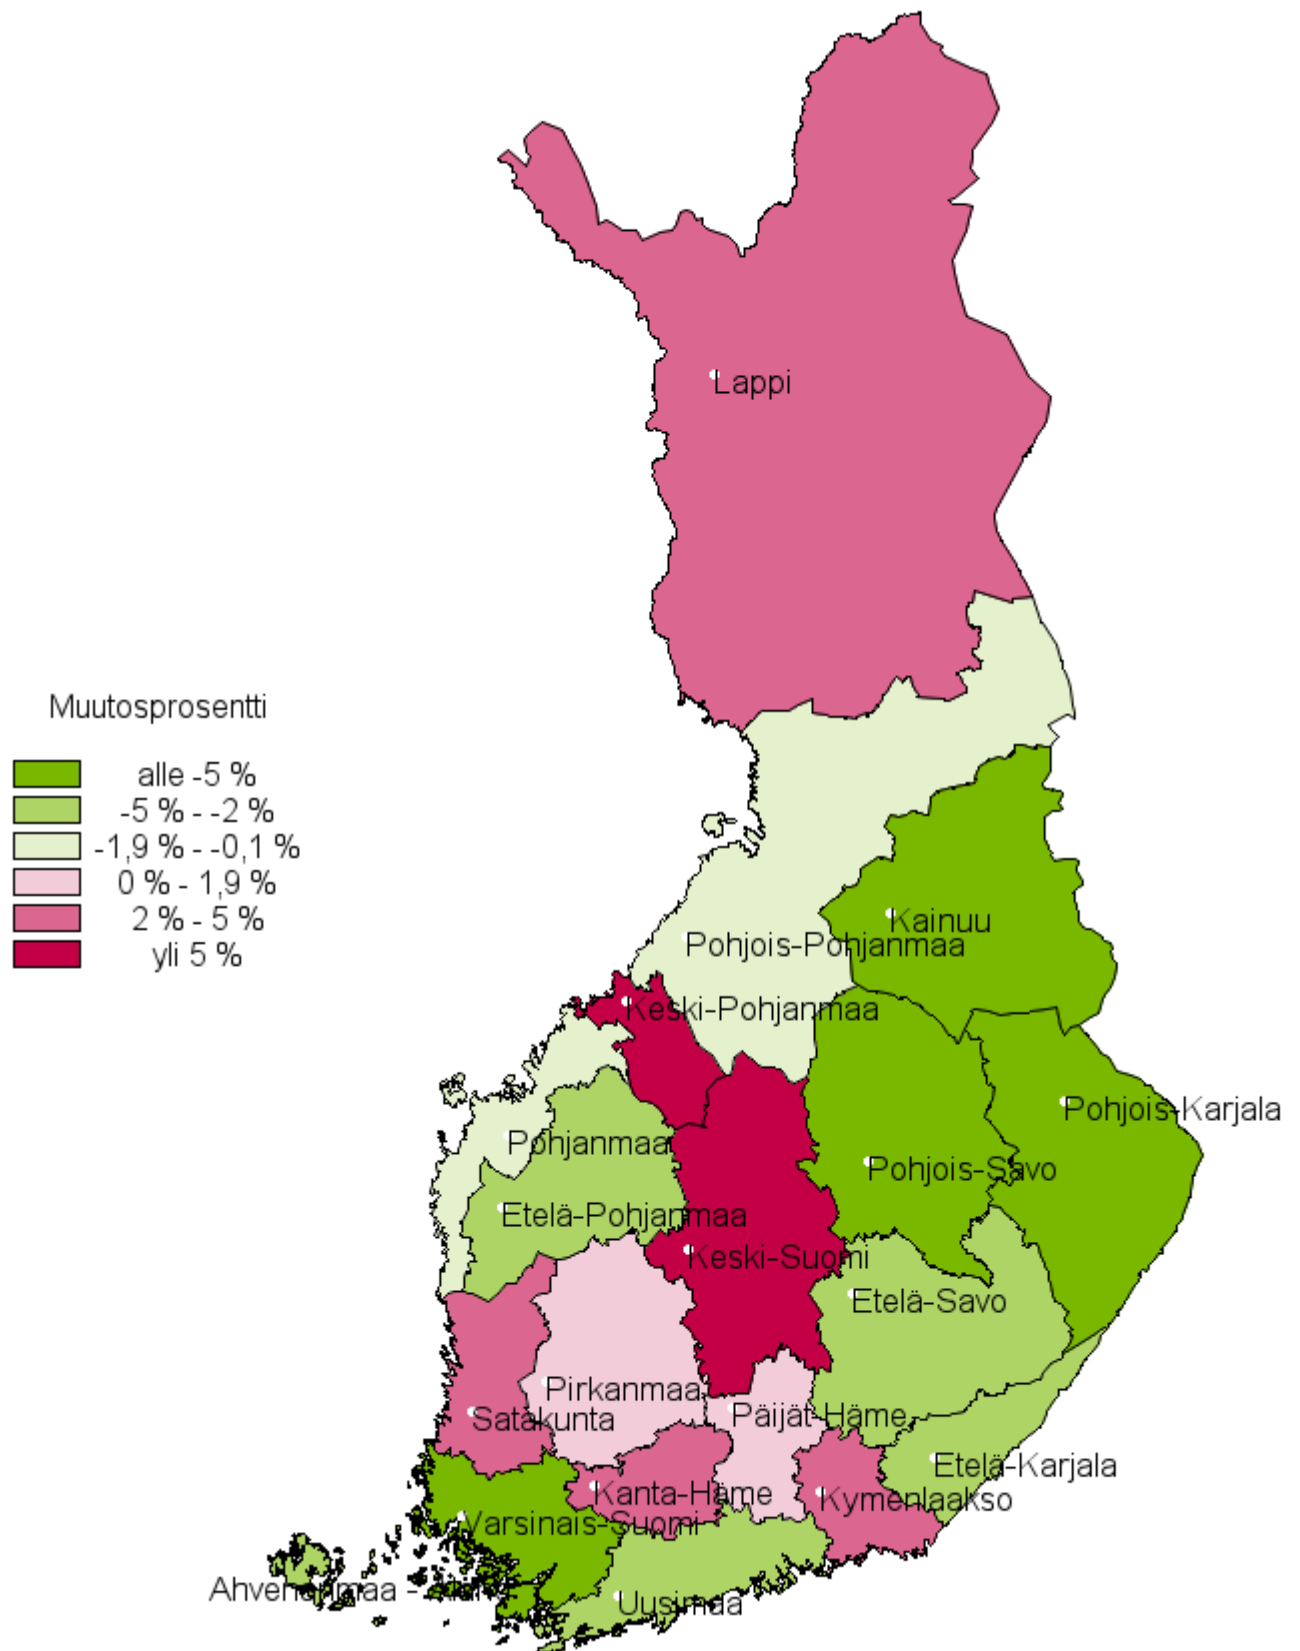 Lappi
Muutosprosentti
alle -5 %
-5 % - -2 %
-1,9 % - -0,1 %
0 % - 1,9 %
2 % - 5 %
yli 5 %
Kainuu
Pohjois-Pohjanmaa
Keski-Pohjanmaa
Pohjois-Karjala
Pohjanmaa
Pohjois-Savo
Etelä-Pohjanmaa
Keski-Suomi
Etelä-Savo
Pirkanmaa
Päijät-Häme
Satakunta
Etelä-Karjala
Kanta-Häme
Kymenlaakso
Varsinais-Suomi
Ahvenanmaa -
Uusimaa